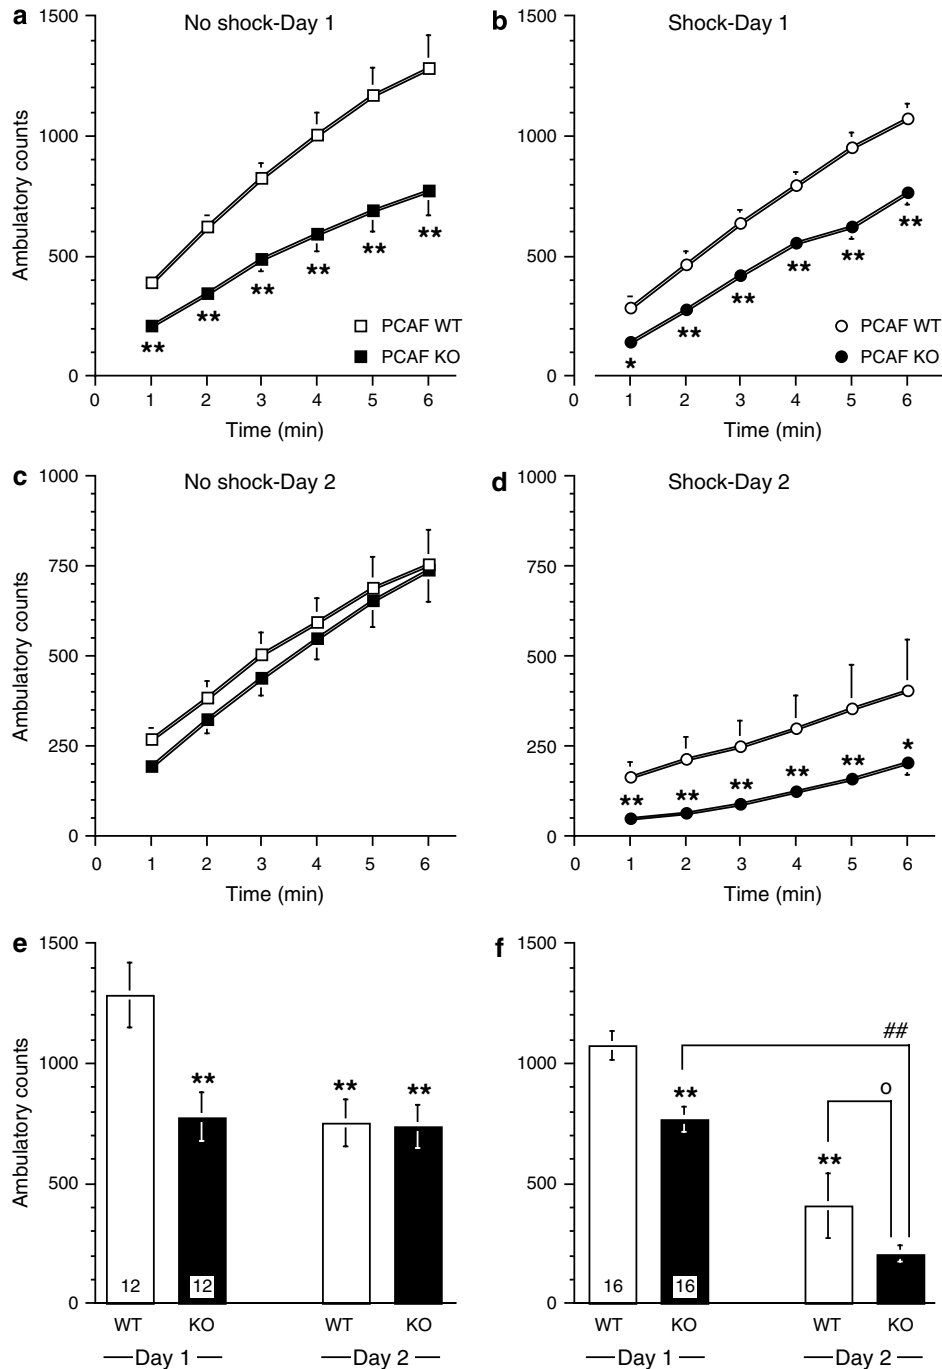 a No shock-Day 1
Ambulatory counts
1500
1000
500
0
** ** ** ** ** **
PCAF WT
PCAF KO
0 1 2 3 4 5 6
Time (min)
b Shock-Day 1
1500
1000
500
0
* ** ** ** ** **
PCAF WT
PCAF KO
0 1 2 3 4 5 6
Time (min)
c No shock-Day 2
Ambulatory counts
1000
750
500
250
0
0 1 2 3 4 5 6
Time (min)
d Shock-Day 2
1000
750
500
250
0
** ** ** ** ** *
0 1 2 3 4 5 6
Time (min)
e
Ambulatory counts
1500
1000
500
0
** ** **
12 12
WT KO WT KO
Day 1 Day 2
f
1500
1000
500
0
##
o
** **
16 16
WT KO WT KO
Day 1 Day 2